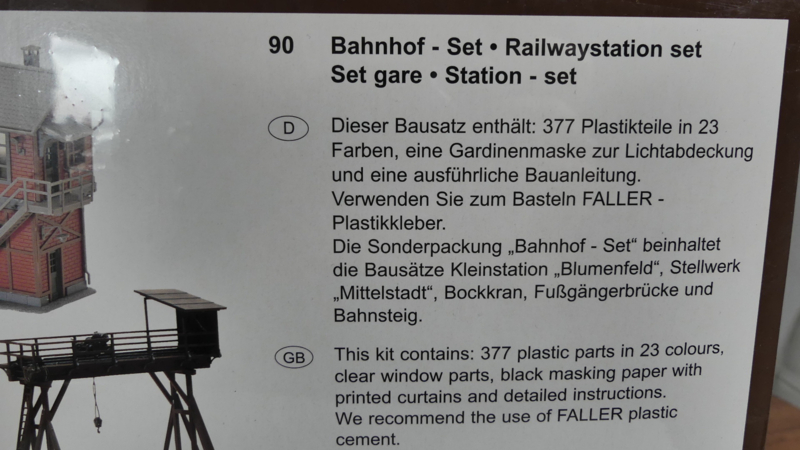 90 Bahnhof - Set • Railwaystation set
Set gare • Station - set
D Dieser Bausatz enthält: 377 Plastikteile in 23
Farben, eine Gardinenmaske zur Lichtabdeckung
und eine ausführliche Bauanleitung.
Verwenden Sie zum Basteln FALLER -
Plastikkleber.
Die Sonderpackung „Bahnhof - Set“ beinhaltet
die Bausätze Kleinstation „Blumenfeld“, Stellwerk
„Mittelstadt“, Bockkran, Fußgängerbrücke und
Bahnsteig.
GB This kit contains: 377 plastic parts in 23 colours,
clear window parts, black masking paper with
printed curtains and detailed instructions.
We recommend the use of FALLER plastic
cement.